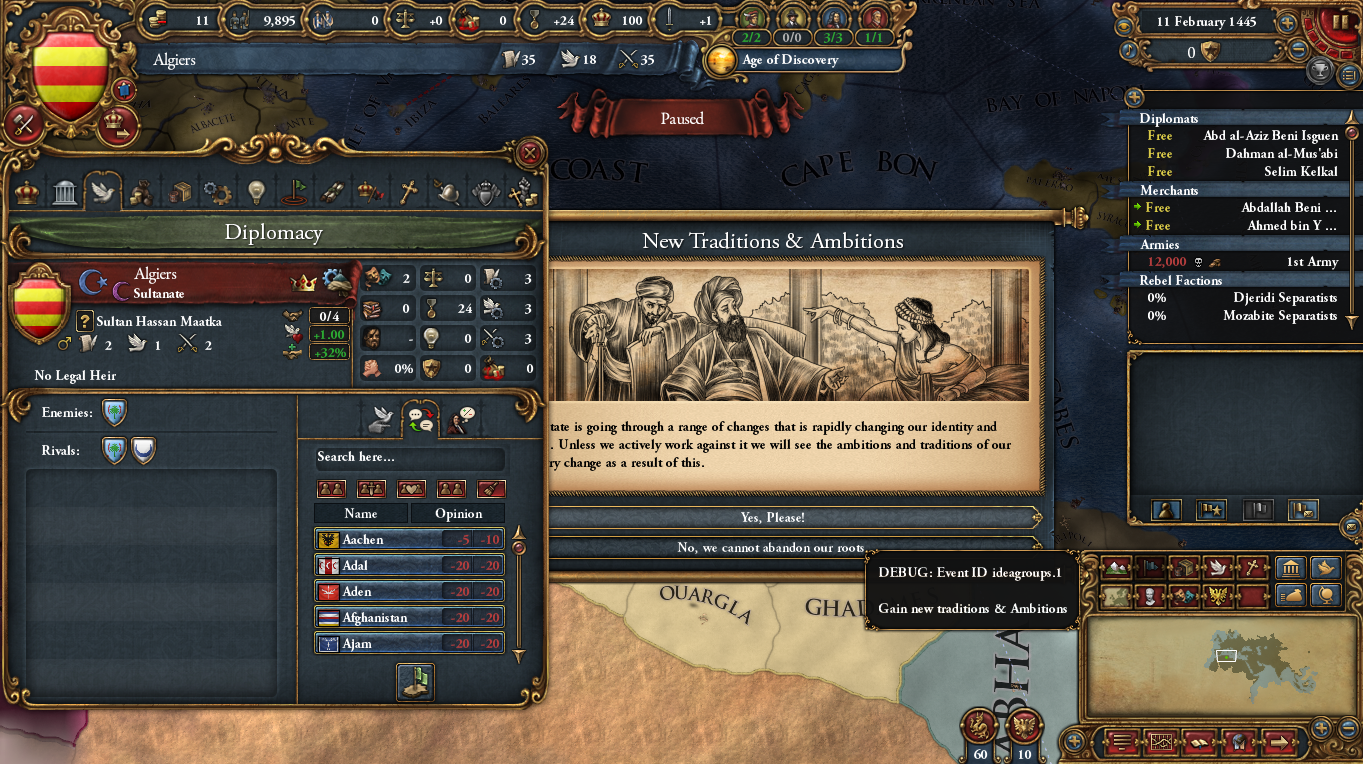 11
9,895
0
+0
0
+24
100
+1
2/2
0/0
3/3
1/1
11 February 1445
0
Algiers
35
18
35
Age of Discovery
Paused
ALBACETE
IBIZA
COAST
CAPE BON
Diplomats
Free Abd al-Aziz Beni Isguen
Free Dahman al-Mus'abi
Free Selim Kelkal
Merchants
Free Abdallah Beni ...
Free Ahmed bin Y ...
Armies
12,000 1st Army
Rebel Factions
0% Djeridi Separatists
0% Mozabite Separatists
Diplomacy
Algiers
Sultanate
Sultan Hassan Maatka
2 1 2
No Legal Heir
0/4
+1.00
+32%
2 0 3
0 24 3
- 0 3
0% 0 0
Enemies:
Rivals:
Search here...
Name Opinion
Aachen -5 -10
Adal -20 -20
Aden -20 -20
Afghanistan -20 -20
Ajam -20 -20
New Traditions & Ambitions
tate is going through a range of changes that is rapidly changing our identity and
. Unless we actively work against it we will see the ambitions and traditions of our
ry change as a result of this.
Yes, Please!
No, we cannot abandon our roots.
DEBUG: Event ID ideagroups.1
Gain new traditions & Ambitions
OUARGLA
60
10